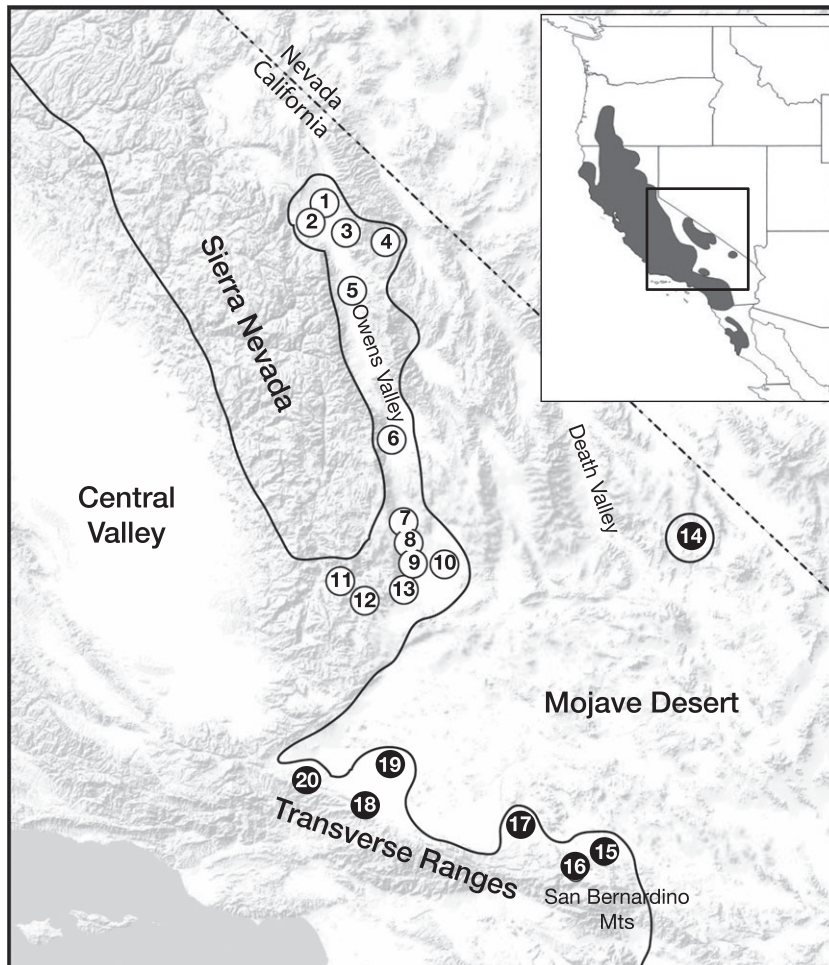 Nevada
California
1
2
3
4
Sierra Nevada
5
Owens Valley
6
Death Valley
Central
Valley
7
8
14
9
10
11
12
13
Mojave Desert
19
20
18
17
Transverse Ranges
15
16
San Bernardino
Mts